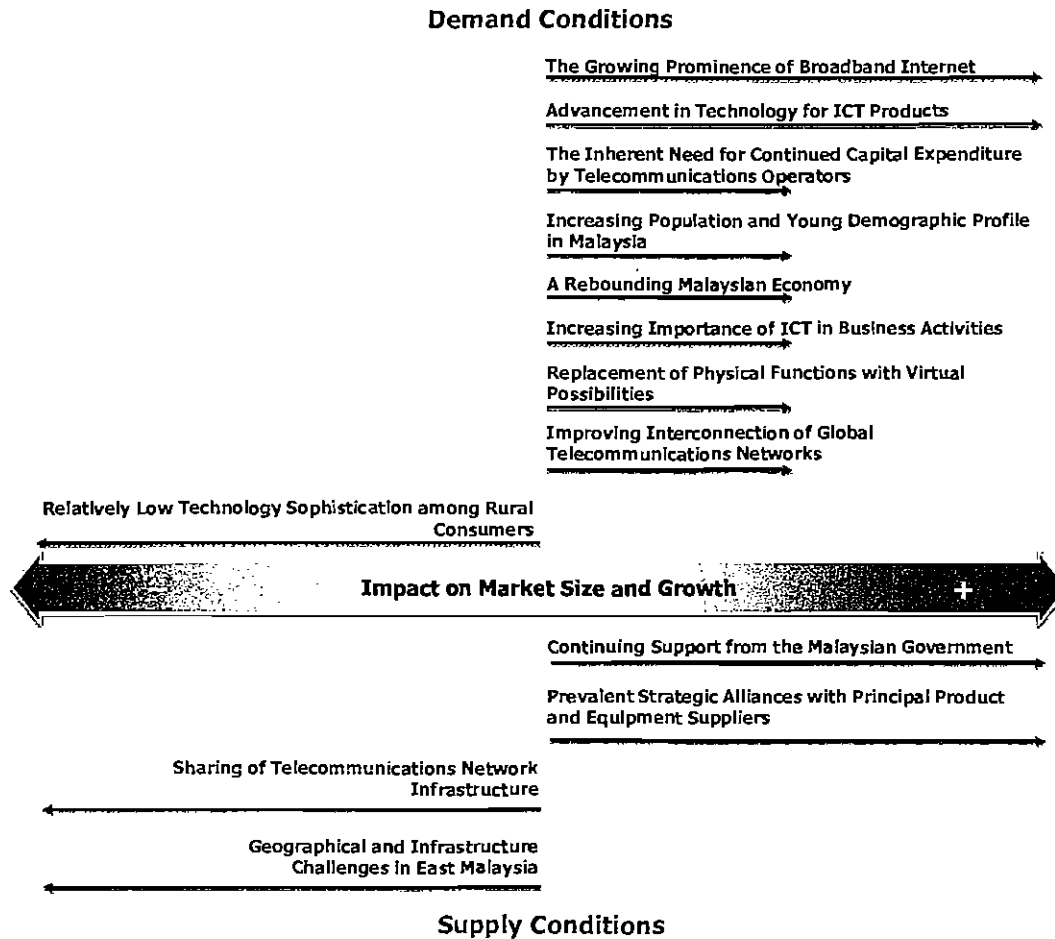 Demand Conditions
The Growing Prominence of Broadband Internet
Advancement in Technology for ICT Products
The Inherent Need for Continued Capital Expenditure
by Telecommunications Operators
Increasing Population and Young Demographic Profile
in Malaysia
A Rebounding Malaysian Economy
Increasing Importance of ICT in Business Activities
Replacement of Physical Functions with Virtual
Possibilities
Improving Interconnection of Global
Telecommunications Networks
Relatively Low Technology Sophistication among Rural
Consumers
Impact on Market Size and Growth +
Continuing Support from the Malaysian Government
Prevalent Strategic Alliances with Principal Product
and Equipment Suppliers
Sharing of Telecommunications Network
Infrastructure
Geographical and Infrastructure
Challenges in East Malaysia
Supply Conditions